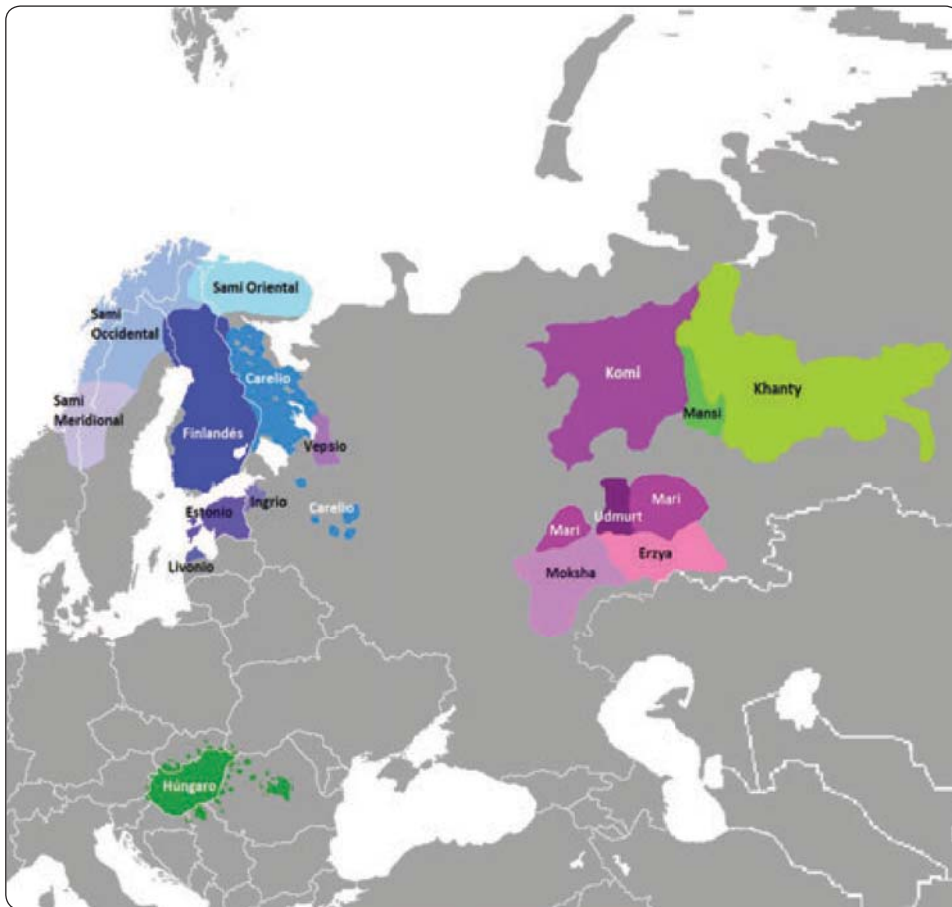 Sami Oriental
Sami
Occidental
Carelio
Komi
Khanty
Sami
Meridional
Mansi
Finlandés
Vepsio
Ingrio
Estonio
Carelio
Mari
Udmurt
Mari
Livonio
Erzya
Moksha
Húngaro